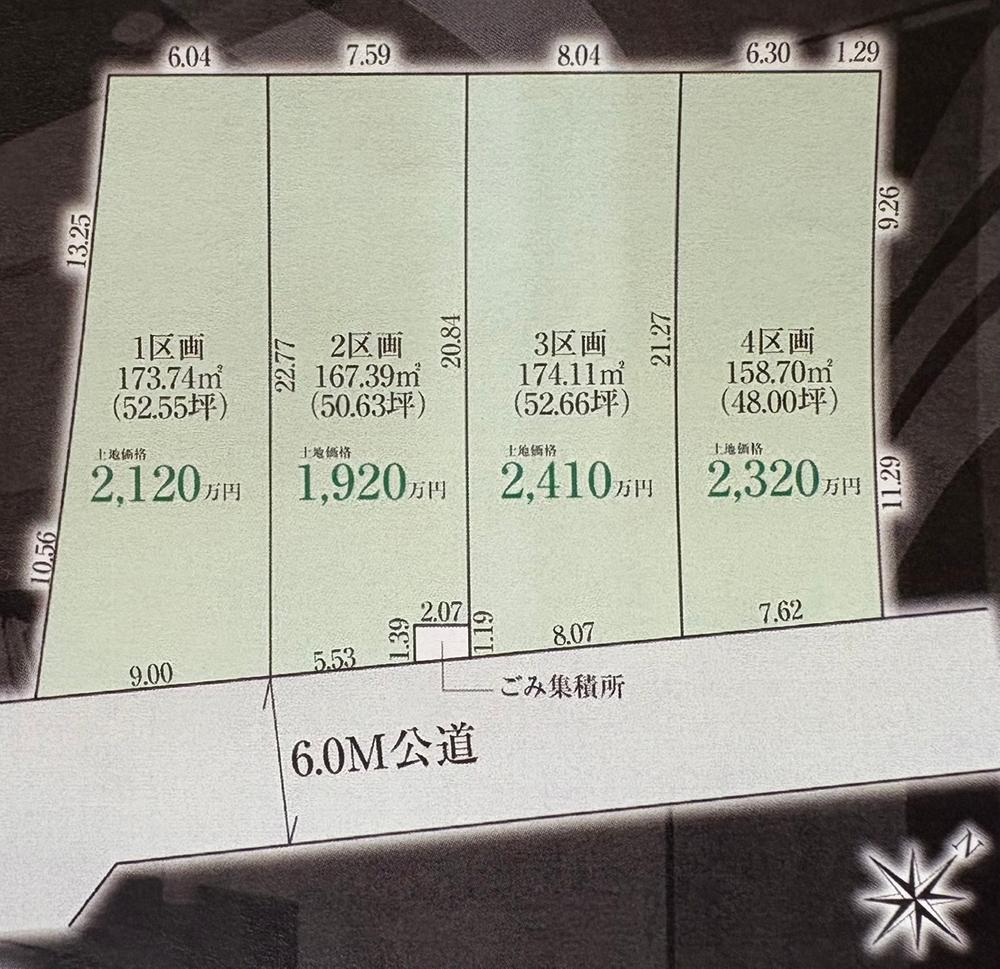 6.04
7.59
8.04
6.30
1.29
13.25
10.56
9.26
11.29
22.77
20.84
21.27
1区画
173.74㎡
(52.55坪)
土地価格
2,120万円
2区画
167.39㎡
(50.63坪)
土地価格
1,920万円
3区画
174.11㎡
(52.66坪)
土地価格
2,410万円
4区画
158.70㎡
(48.00坪)
土地価格
2,320万円
9.00
5.53
1.39
2.07
1.19
8.07
7.62
ごみ集積所
6.0M公道
N